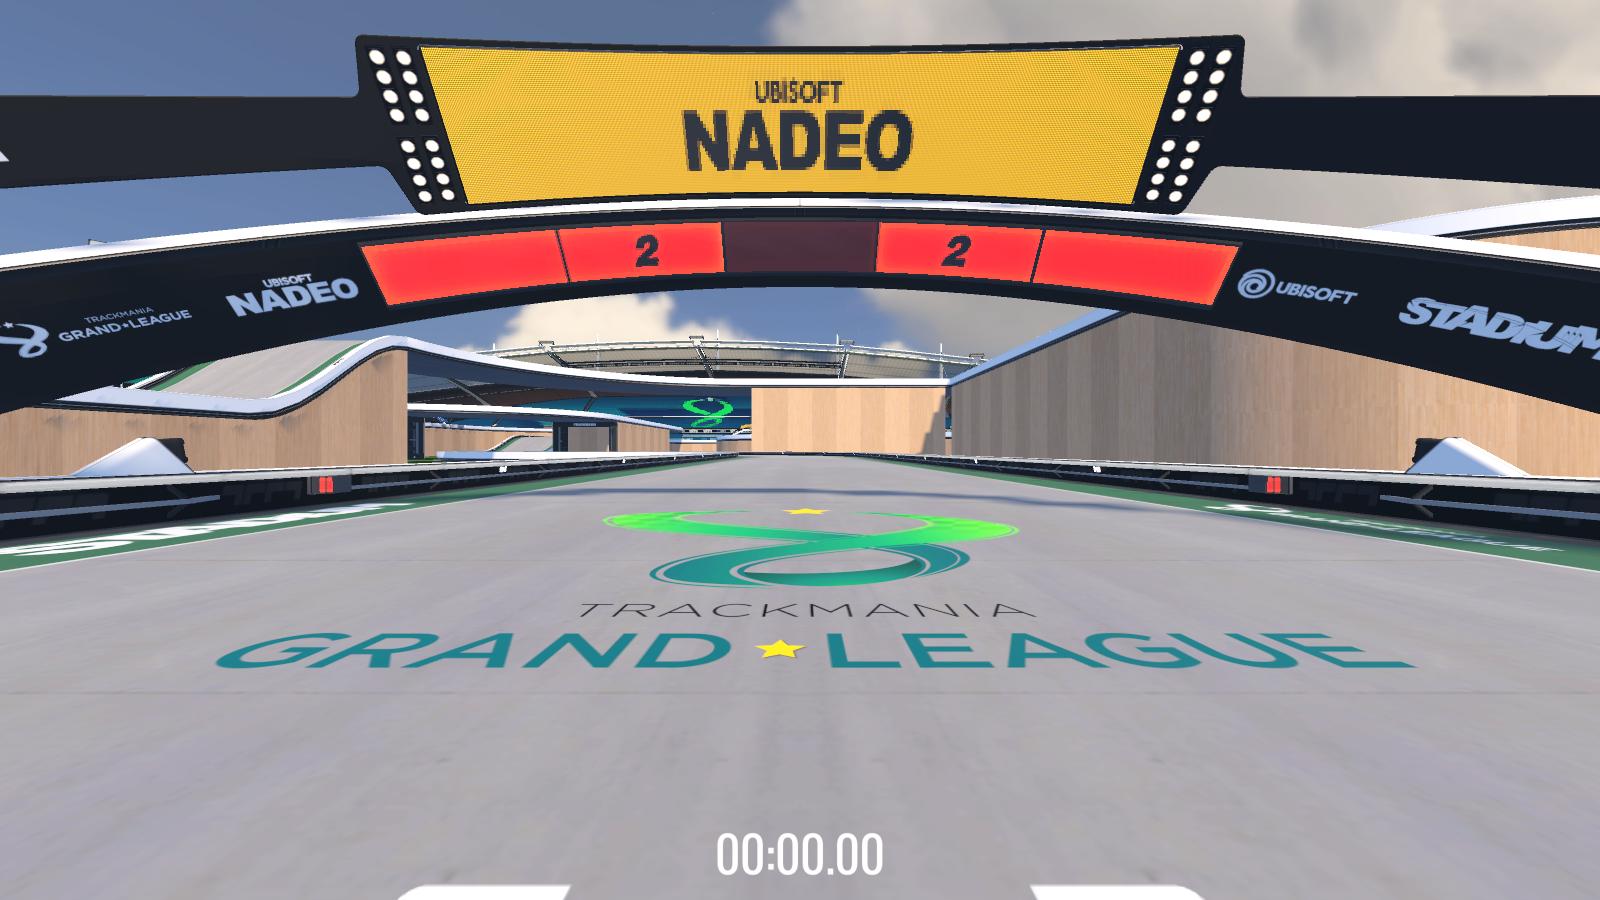 UBISOFT
NADEO
2
2
TRACKMANIA
GRAND★LEAGUE
UBISOFT
NADEO
UBISOFT
STADIUM
TRACKMANIA
GRAND★LEAGUE
00:00.00